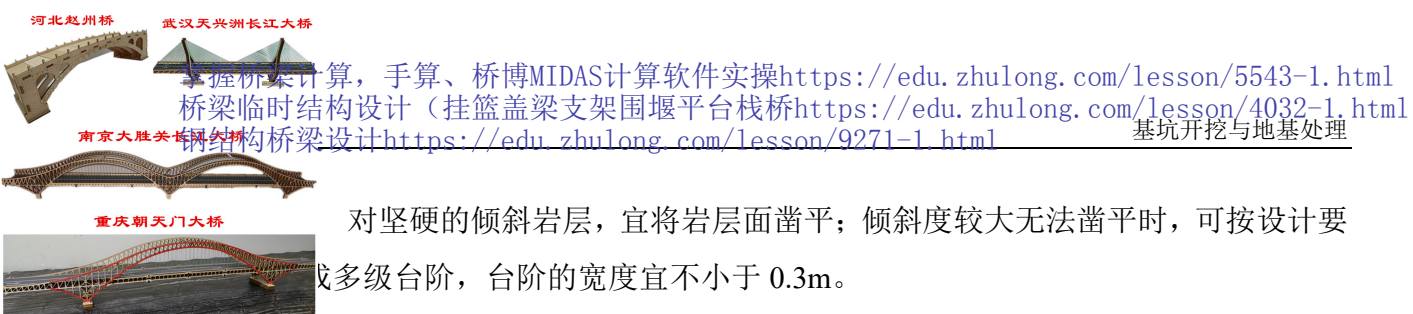 河北赵州桥
武汉天兴洲长江大桥
掌握桥梁计算，手算、桥博MIDAS计算软件实操https://edu.zhulong.com/lesson/5543-1.html
桥梁临时结构设计（挂篮盖梁支架围堰平台栈桥https://edu.zhulong.com/lesson/4032-1.html
南京大胜关长江大桥
钢结构桥梁设计https://edu.zhulong.com/lesson/9271-1.html
基坑开挖与地基处理
重庆朝天门大桥
对坚硬的倾斜岩层，宜将岩层面凿平；倾斜度较大无法凿平时，可按设计要
多级台阶，台阶的宽度宜不小于 0.3m。